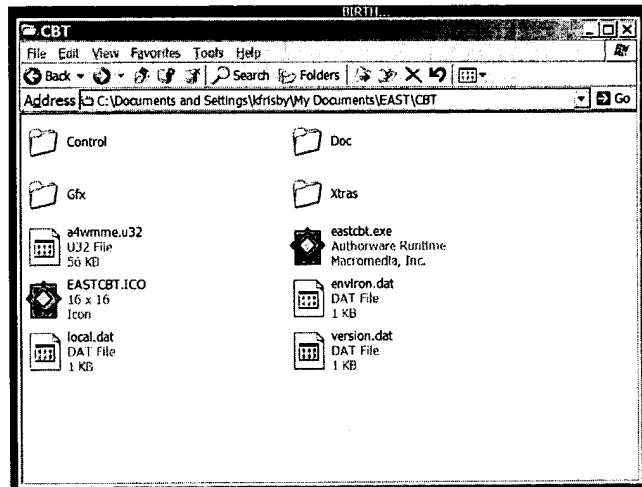 BIRTH...
CBT
File Edit View Favorites Tools Help
Back Search Folders
Address C:\Documents and Settings\kfrisby\My Documents\EAST\CBT Go
Control Doc
Gfx Xtras
a4wmme.u32 eastcbt.exe
U32 File Authorware Runtime
56 KB Macromedia, Inc.
EASTCBT.ICO environ.dat
16 x 16 DAT File
Icon 1 KB
local.dat version.dat
DAT File DAT File
1 KB 1 KB